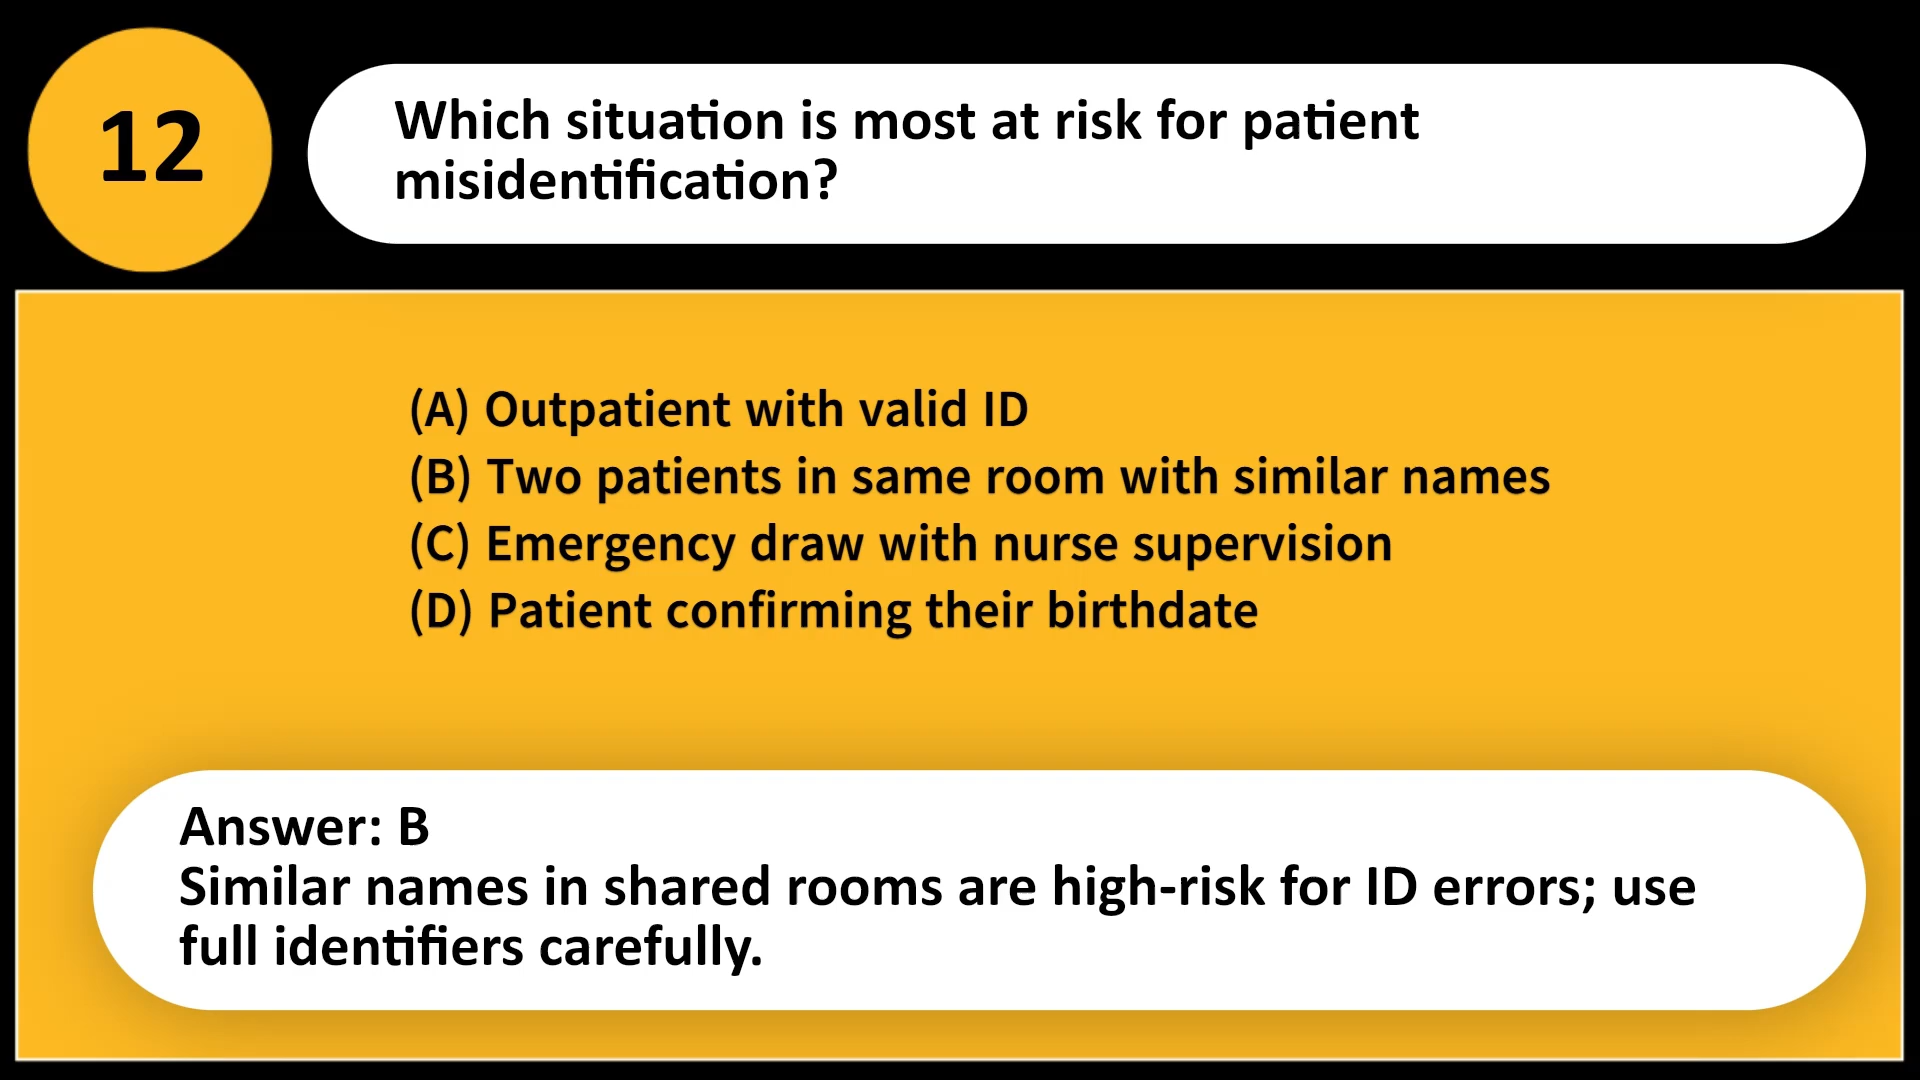 12
Which situation is most at risk for patient
misidentification?
(A) Outpatient with valid ID
(B) Two patients in same room with similar names
(C) Emergency draw with nurse supervision
(D) Patient confirming their birthdate
Answer: B
Similar names in shared rooms are high-risk for ID errors; use
full identifiers carefully.